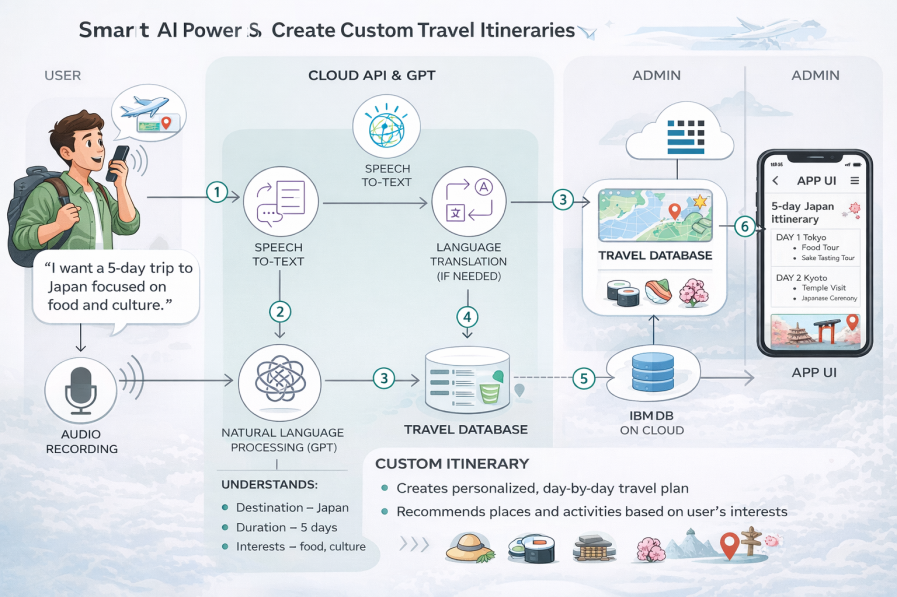 Smart AI Power S, Create Custom Travel Itineraries
USER
CLOUD API & GPT
ADMIN
ADMIN
SPEECH
TO-TEXT
1
SPEECH
TO-TEXT
A
文
LANGUAGE
TRANSLATION
(IF NEEDED)
3
TRAVEL DATABASE
6
APP UI
5-day Japan
ittinerary
DAY 1 Tokyo
• Food Tour
• Sake Tasting Tour
DAY 2 Kyoto
• Temple Visit
• Japanase Ceremony
APP UI
“I want a 5-day trip to
Japan focused on
food and culture.”
2
4
AUDIO
RECORDING
NATURAL LANGUAGE
PROCESSING (GPT)
3
TRAVEL DATABASE
5
IBM DB
ON CLOUD
UNDERSTANDS:
• Destination – Japan
• Duration – 5 days
• Interests – food, culture
CUSTOM ITINERARY
• Creates personalized, day-by-day travel plan
• Recommends places and activities based on user’s interests